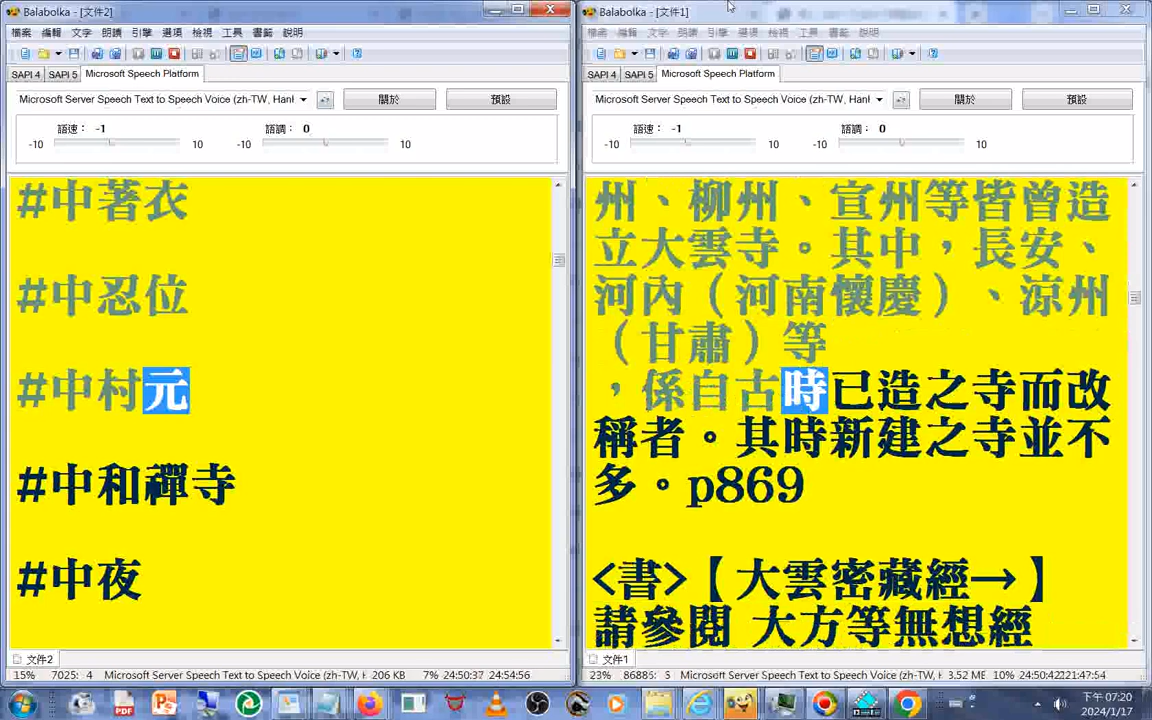 Balabolka - [文件2]
檔案 編輯 文字 朗讀 引擎 選項 檢視 工具 書籤 說明
SAPI 4 SAPI 5 Microsoft Speech Platform
Microsoft Server Speech Text to Speech Voice (zh-TW, Hanl
關於 預設
語速： -1 語調： 0
-10 10 -10 10
#中著衣
#中忍位
#中村元
#中和禪寺
#中夜
文件2
15% 7025: 4 Microsoft Server Speech Text to Speech Voice (zh-TW, H 206 KB 7% 24:50:37 24:54:56
Balabolka - [文件1]
檔案 編輯 文字 朗讀 引擎 選項 檢視 工具 書籤 說明
SAPI 4 SAPI 5 Microsoft Speech Platform
Microsoft Server Speech Text to Speech Voice (zh-TW, Hanl
關於 預設
語速： -1 語調： 0
-10 10 -10 10
州、柳州、宣州等皆曾造
立大雲寺。其中，長安、
河內（河南懷慶）、涼州
（甘肅）等
，係自古時已造之寺而改
稱者。其時新建之寺並不
多。p869
<書>【大雲密藏經→】
請參閱 大方等無想經
文件1
23% 86885: 5 Microsoft Server Speech Text to Speech Voice (zh-TW, H 3.52 ME 10%
下午 07:20
2024/1/17